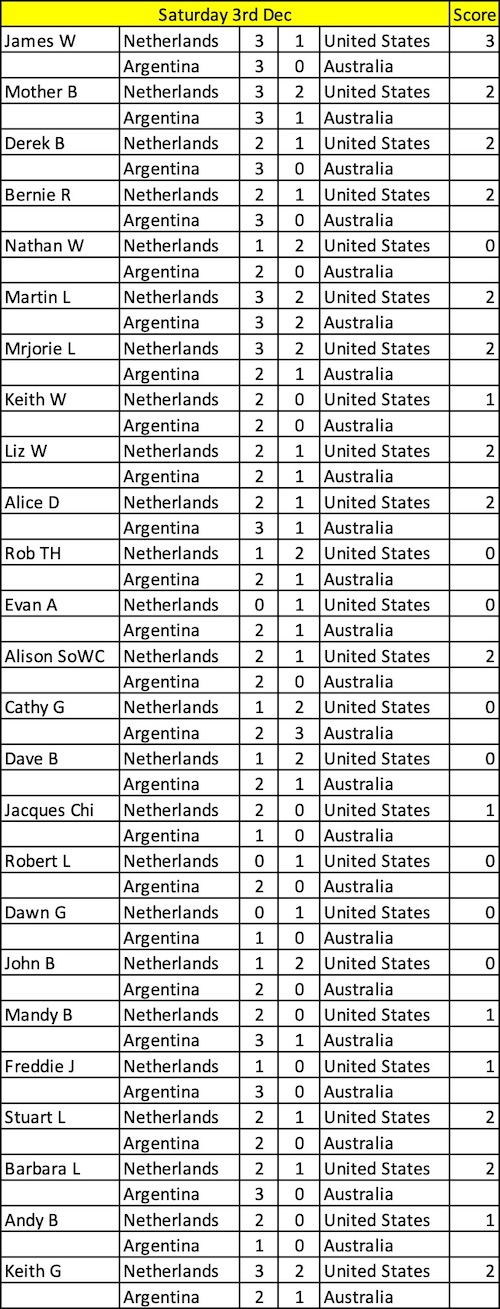 Saturday 3rd Dec Score
James W Netherlands 3 1 United States 3
Argentina 3 0 Australia
Mother B Netherlands 3 2 United States 2
Argentina 3 1 Australia
Derek B Netherlands 2 1 United States 2
Argentina 3 0 Australia
Bernie R Netherlands 2 1 United States 2
Argentina 3 0 Australia
Nathan W Netherlands 1 2 United States 0
Argentina 2 0 Australia
Martin L Netherlands 3 2 United States 2
Argentina 3 2 Australia
Mrjorie L Netherlands 3 2 United States 2
Argentina 2 1 Australia
Keith W Netherlands 2 0 United States 1
Argentina 2 0 Australia
Liz W Netherlands 2 1 United States 2
Argentina 2 1 Australia
Alice D Netherlands 2 1 United States 2
Argentina 3 1 Australia
Rob TH Netherlands 1 2 United States 0
Argentina 2 1 Australia
Evan A Netherlands 0 1 United States 0
Argentina 2 1 Australia
Alison SoWC Netherlands 2 1 United States 2
Argentina 2 0 Australia
Cathy G Netherlands 1 2 United States 0
Argentina 2 3 Australia
Dave B Netherlands 1 2 United States 0
Argentina 2 1 Australia
Jacques Chi Netherlands 2 0 United States 1
Argentina 1 0 Australia
Robert L Netherlands 0 1 United States 0
Argentina 2 0 Australia
Dawn G Netherlands 0 1 United States 0
Argentina 1 0 Australia
John B Netherlands 1 2 United States 0
Argentina 2 0 Australia
Mandy B Netherlands 2 0 United States 1
Argentina 3 1 Australia
Freddie J Netherlands 1 0 United States 1
Argentina 3 0 Australia
Stuart L Netherlands 2 1 United States 2
Argentina 2 0 Australia
Barbara L Netherlands 2 1 United States 2
Argentina 3 0 Australia
Andy B Netherlands 2 0 United States 1
Argentina 1 0 Australia
Keith G Netherlands 3 2 United States 2
Argentina 2 1 Australia